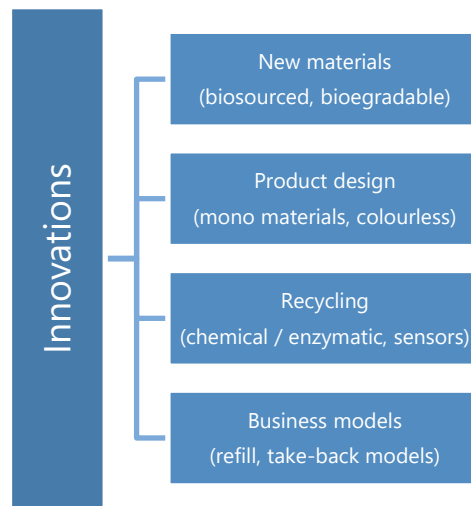 Innovations
New materials
(biosourced, bioegradable)
Product design
(mono materials, colourless)
Recycling
(chemical / enzymatic, sensors)
Business models
(refill, take-back models)